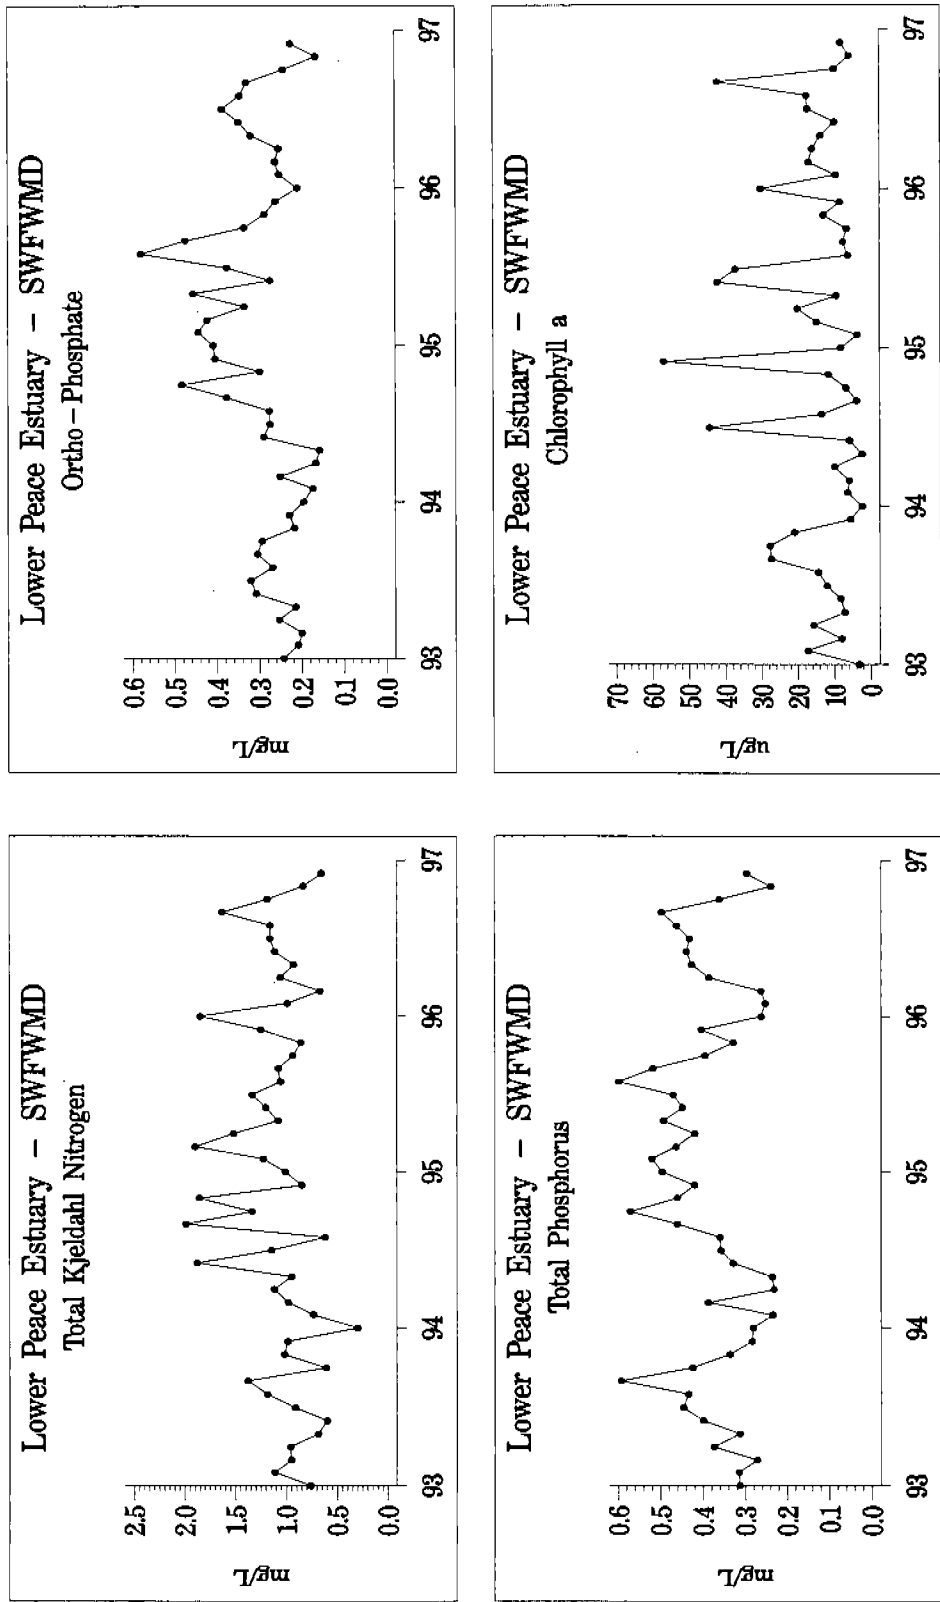 Lower Peace Estuary – SWFWMD
Total Kjeldahl Nitrogen
mg/L
2.5
2.0
1.5
1.0
0.5
0.0
93 94 95 96 97
Lower Peace Estuary – SWFWMD
Ortho-Phosphate
mg/L
0.6
0.5
0.4
0.3
0.2
0.1
0.0
93 94 95 96 97
Lower Peace Estuary – SWFWMD
Total Phosphorus
mg/L
0.6
0.5
0.4
0.3
0.2
0.1
0.0
93 94 95 96 97
Lower Peace Estuary – SWFWMD
Chlorophyll a
ug/L
70
60
50
40
30
20
10
0
93 94 95 96 97